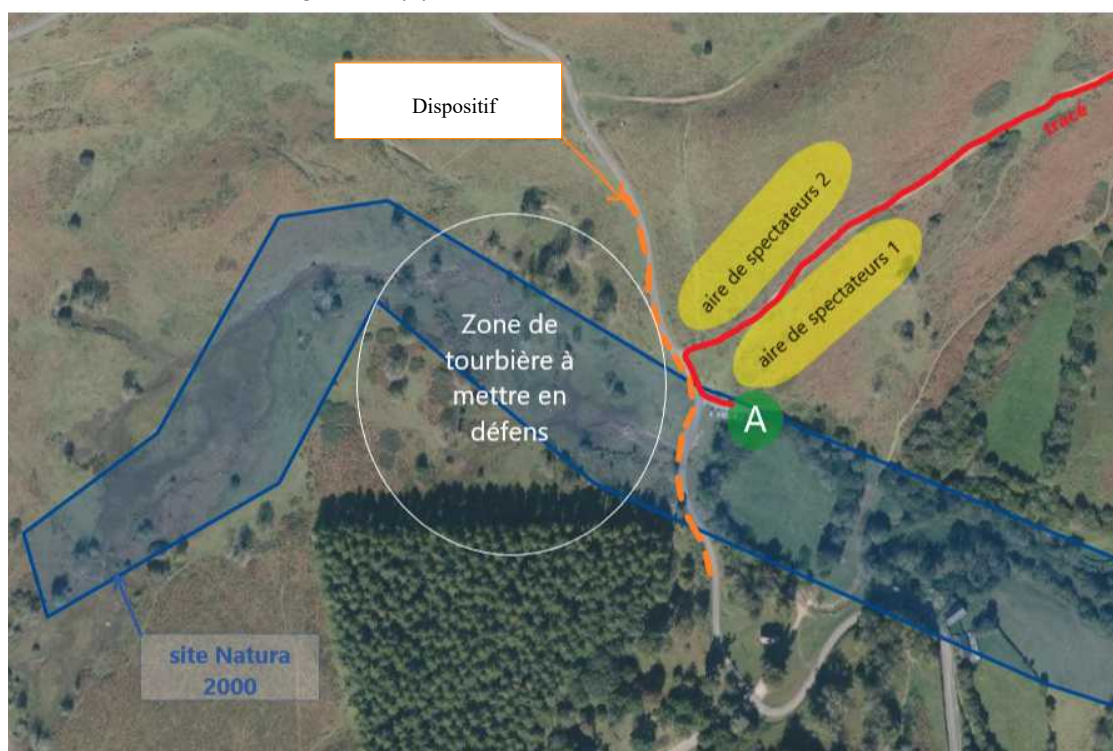 Dispositif
tracé
aire de spectateurs 2
aire de spectateurs 1
Zone de
tourbière à
mettre en
défens
A
site Natura
2000